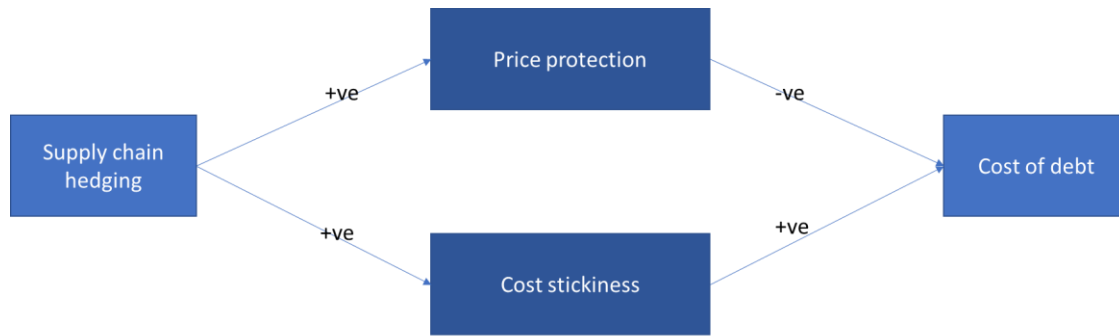 Price protection
+ve
-ve
Supply chain
hedging
Cost of debt
+ve
+ve
Cost stickiness